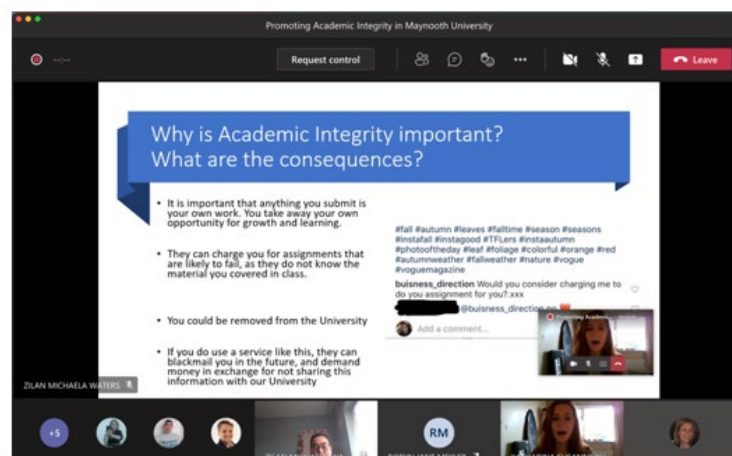 Promoting Academic Integrity in Maynooth University
--:--
Request control
Leave
Why is Academic Integrity important?
What are the consequences?
• It is important that anything you submit is
your own work. You take away your own
opportunity for growth and learning.
• They can charge you for assignments
that are likely to fail, as they do not know the
material you covered in class.
• You could be removed from the University
• If you do use a service like this, they can
blackmail you in the future, and demand
money in exchange for not sharing this
information with our University
#fall #autumn #leaves #falltime #season #seasons
#instafall #instagood #TFLers #instaautumn
#photooftheday #leaf #foliage #colorful #orange #red
#autumnweather #fallweather #nature #vogue
#voguemagazine
buisness_direction Would you consider charging me to
do you assignment for you?.xxx
@buisness_direction no
Add a comment...
Promoting Academic
ZILAN MICHAELA WATERS
+5
RM